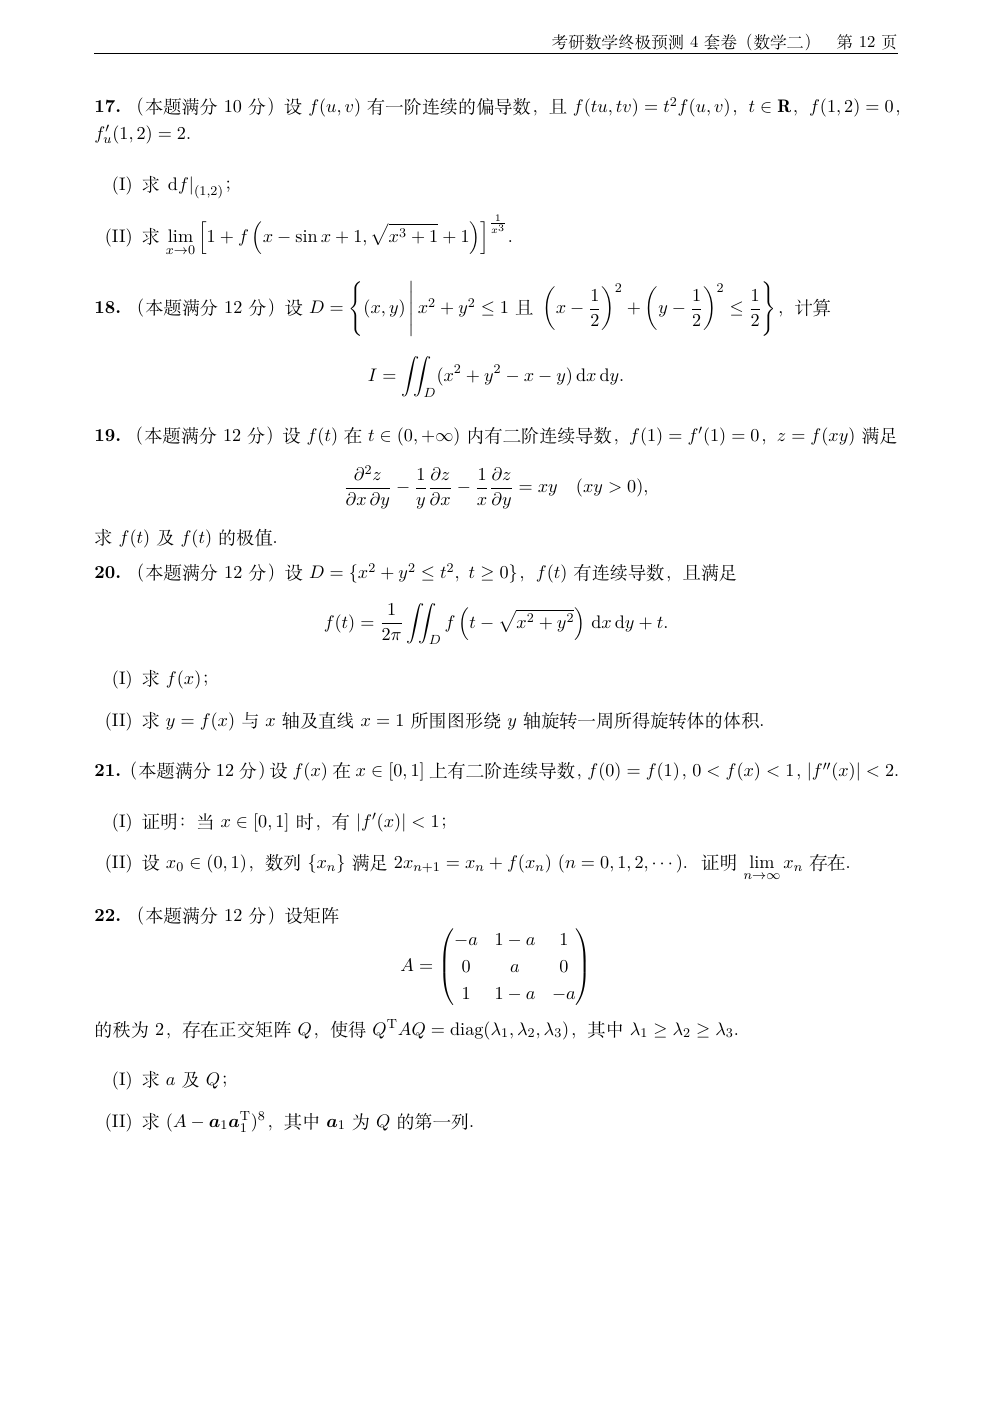 考研数学终极预测 4 套卷（数学二） 第 12 页
17. （本题满分 10 分）设 f(u, v) 有一阶连续的偏导数，且 f(tu, tv) = t²f(u, v)，t ∈ R，f(1, 2) = 0，
f′ᵤ(1, 2) = 2.
(I) 求 df|₍₁,₂₎；
(II) 求 lim_{x→0} [1 + f(x − sin x + 1, √(x³ + 1) + 1)]^{1/x³}.
18. （本题满分 12 分）设 D = {(x, y) | x² + y² ≤ 1 且 (x − 1/2)² + (y − 1/2)² ≤ 1/2}，计算
I = ∬_D (x² + y² − x − y) dx dy.
19. （本题满分 12 分）设 f(t) 在 t ∈ (0, +∞) 内有二阶连续导数，f(1) = f′(1) = 0，z = f(xy) 满足
∂²z/∂x ∂y − 1/y ∂z/∂x − 1/x ∂z/∂y = xy (xy > 0),
求 f(t) 及 f(t) 的极值.
20. （本题满分 12 分）设 D = {x² + y² ≤ t², t ≥ 0}，f(t) 有连续导数，且满足
f(t) = 1/2π ∬_D f(t − √(x² + y²)) dx dy + t.
(I) 求 f(x)；
(II) 求 y = f(x) 与 x 轴及直线 x = 1 所围图形绕 y 轴旋转一周所得旋转体的体积.
21.（本题满分 12 分）设 f(x) 在 x ∈ [0, 1] 上有二阶连续导数, f(0) = f(1), 0 < f(x) < 1, |f″(x)| < 2.
(I) 证明：当 x ∈ [0, 1] 时，有 |f′(x)| < 1；
(II) 设 x₀ ∈ (0, 1)，数列 {xₙ} 满足 2xₙ₊₁ = xₙ + f(xₙ) (n = 0, 1, 2, ···). 证明 lim_{n→∞} xₙ 存在.
22. （本题满分 12 分）设矩阵
A = (−a 1 − a 1
0 a 0
1 1 − a −a)
的秩为 2，存在正交矩阵 Q，使得 QᵀAQ = diag(λ₁, λ₂, λ₃)，其中 λ₁ ≥ λ₂ ≥ λ₃.
(I) 求 a 及 Q；
(II) 求 (A − a₁a₁ᵀ)⁸，其中 a₁ 为 Q 的第一列.